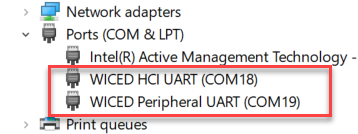 Network adapters
Ports (COM & LPT)
Intel(R) Active Management Technology -
WICED HCI UART (COM18)
WICED Peripheral UART (COM19)
Print queues